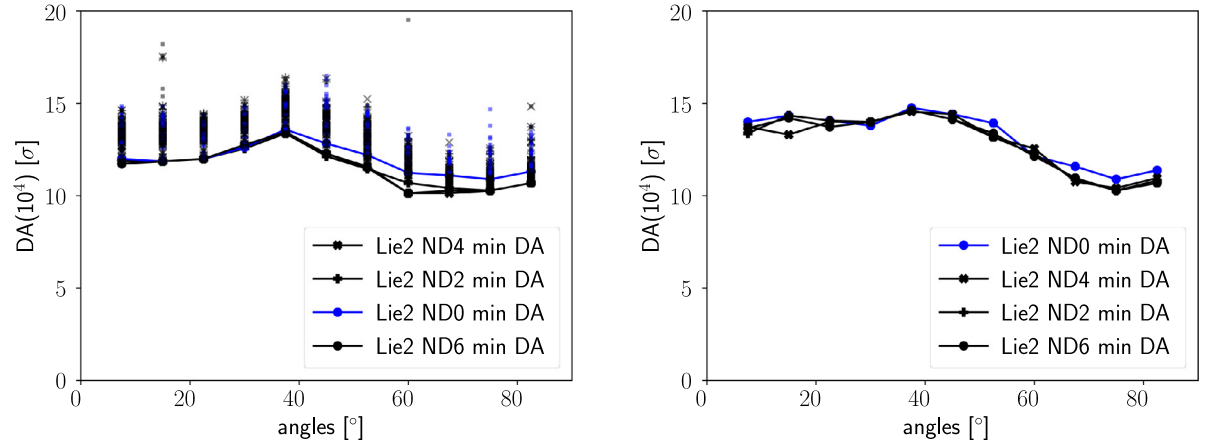 20
15
10
5
0
DA(10⁴) [σ]
Lie2 ND4 min DA
Lie2 ND2 min DA
Lie2 ND0 min DA
Lie2 ND6 min DA
0 20 40 60 80
angles [°]
20
15
10
5
0
DA(10⁴) [σ]
Lie2 ND0 min DA
Lie2 ND4 min DA
Lie2 ND2 min DA
Lie2 ND6 min DA
0 20 40 60 80
angles [°]